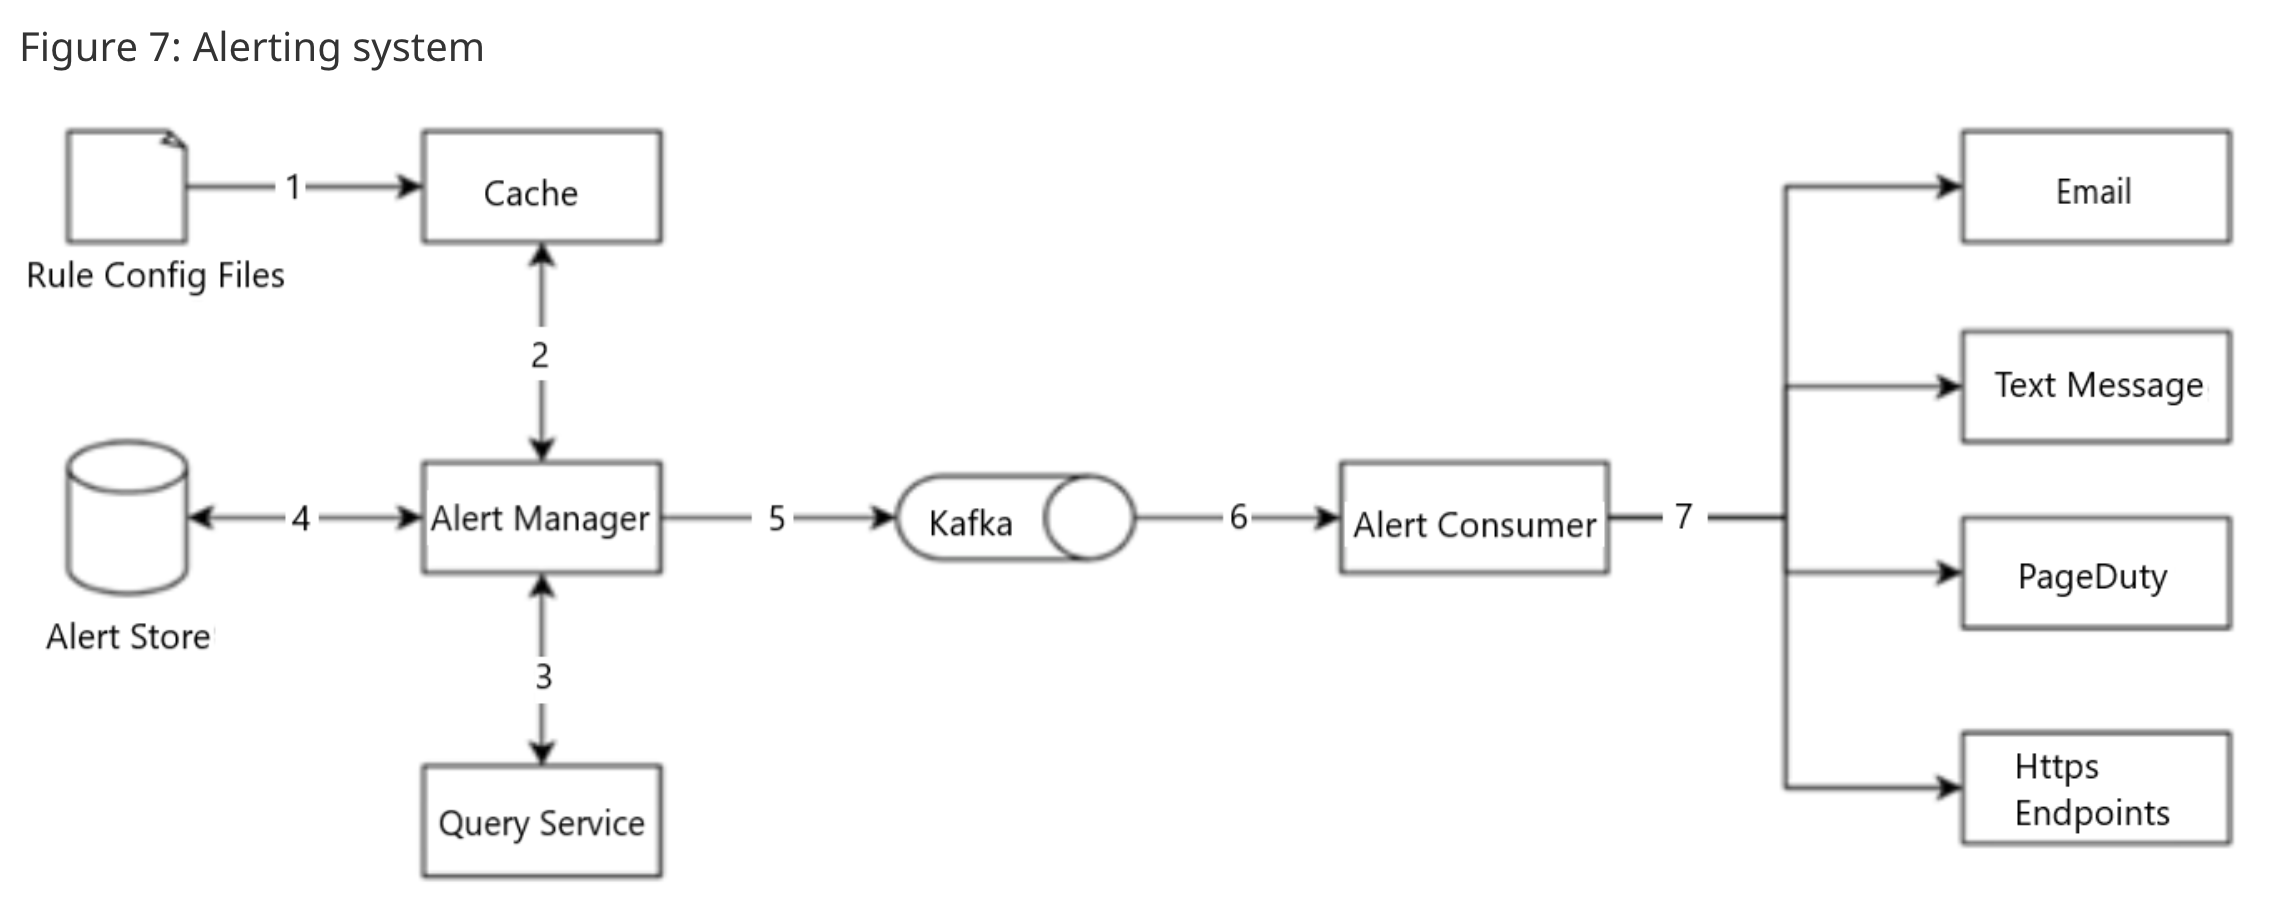 Figure 7: Alerting system
1
Cache
Rule Config Files
2
Email
Text Message
4
Alert Manager
5
Kafka
6
Alert Consumer
7
PageDuty
Alert Store
3
Query Service
Https
Endpoints